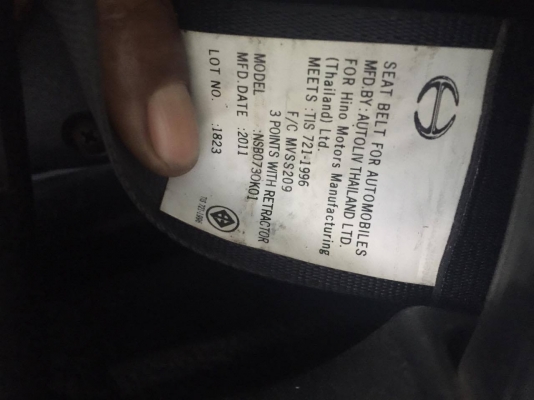 SEAT BELT FOR AUTOMOBILES
MFD.BY:AUTOLIV THAILAND LTD.
FOR Hino Motors Manufacturing
(Thailand) Ltd.
MEETS :TIS 721-1996
F/C MVSS209
3 POINTS WITH RETRACTOR
MODEL :NSB073OK01
MFD.DATE :2011
LOT NO. :1823